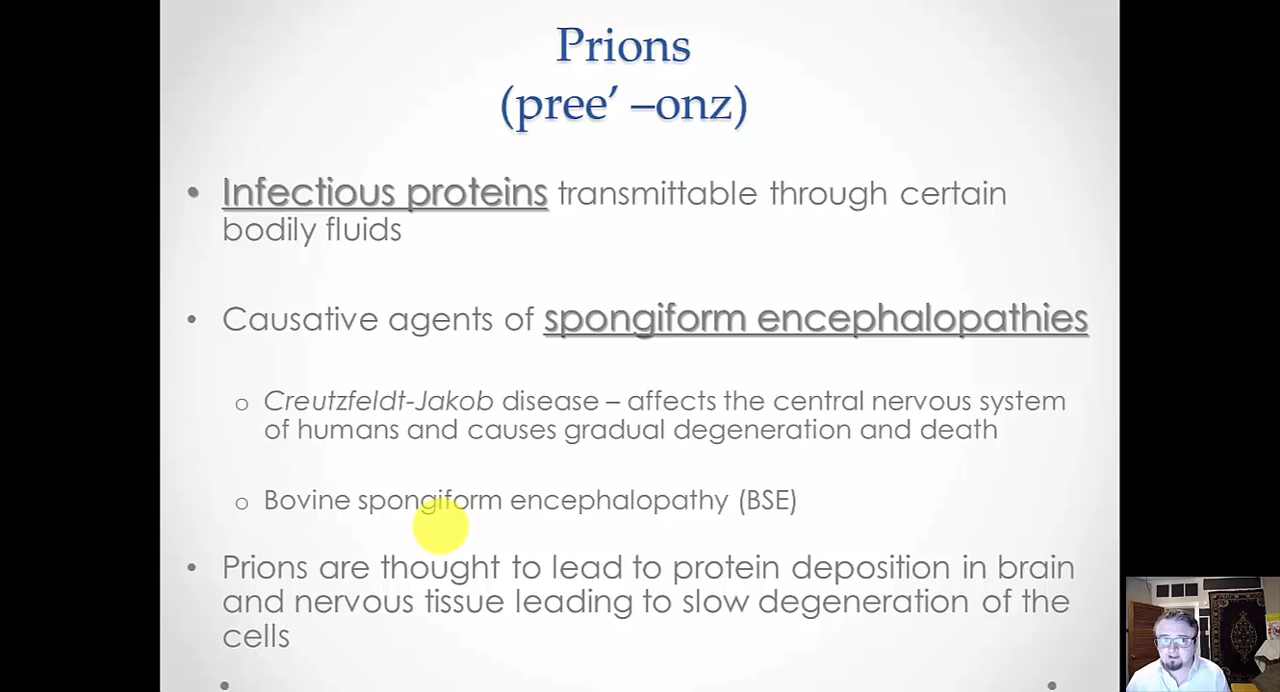 Prions
(pree’ –onz)
• Infectious proteins transmittable through certain
bodily fluids
• Causative agents of spongiform encephalopathies
o Creutzfeldt-Jakob disease – affects the central nervous system
of humans and causes gradual degeneration and death
o Bovine spongiform encephalopathy (BSE)
• Prions are thought to lead to protein deposition in brain
and nervous tissue leading to slow degeneration of the
cells